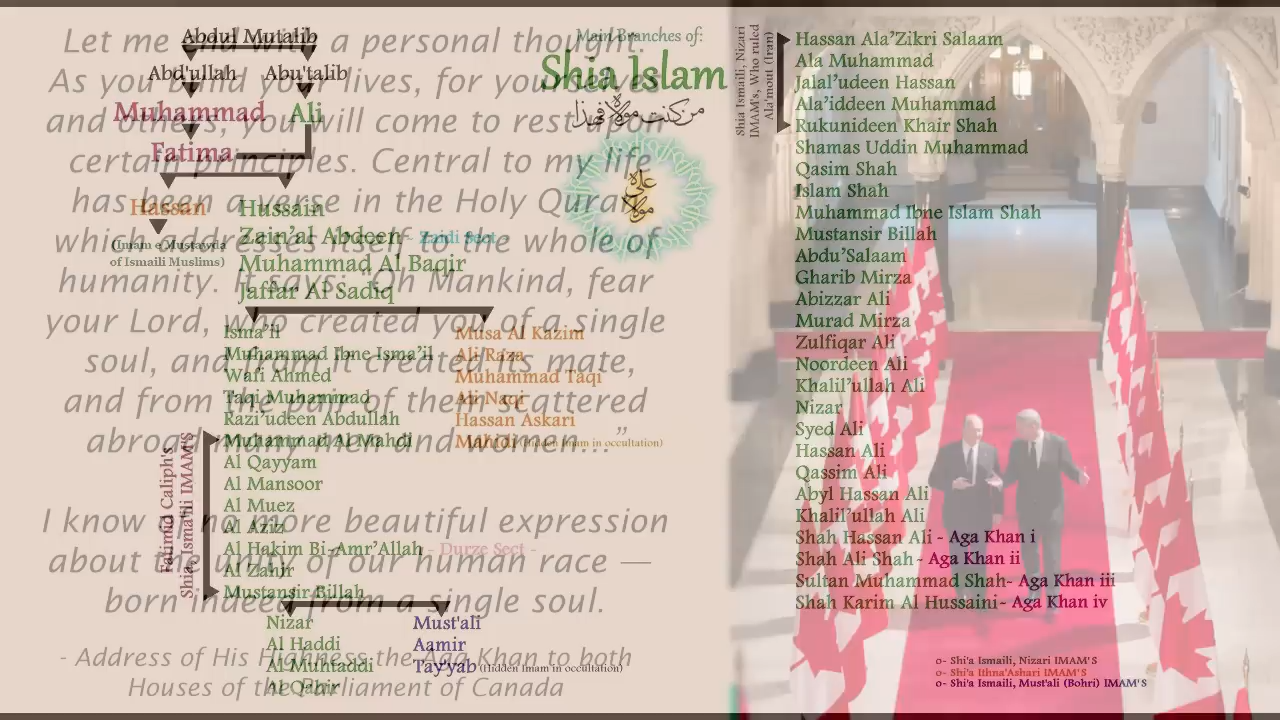 Let me end with a personal thought.
As you build your lives, for yourselves
and others, you will come to rest upon
certain principles. Central to my life
has been a verse in the Holy Quran
which addresses itself to the whole of
humanity. It says: “Oh Mankind, fear
your Lord, who created you of a single
soul, and from it created its mate,
and from the pair of them scattered
abroad many men and women...”
I know of no more beautiful expression
about the unity of our human race —
born indeed from a single soul.
- Address of His Highness the Aga Khan to both
Houses of the Parliament of Canada
Abdul Mutalib
Abd'ullah Abu'talib
Muhammad Ali
Fatima
Hassan
(Imam e Mustawda
of Ismaili Muslims)
Hussain
Zain'al Abdeen - Zaidi Sect
Muhammad Al Baqir
Jaffar Al Sadiq
Isma'il
Muhammad Ibne Isma'il
Wafi Ahmed
Taqi Muhammad
Razi'udeen Abdullah
Muhammad Al Mahdi
Al Qayyam
Al Mansoor
Al Muez
Al Aziz
Al Hakim Bi-Amr'Allah - Durze Sect -
Al Zahir
Mustansir Billah
Fatimid Caliph's
Shia, Ismaili IMAM'S
Musa Al Kazim
Ali Raza
Muhammad Taqi
Ali Naqi
Hassan Askari
Mahdi (Hidden Imam in occultation)
Nizar
Al Haddi
Al Muhtaddi
Al Qahir
Must'ali
Aamir
Tay'yab (Hidden Imam in occultation)
Main Branches of:
Shia Islam
من كنت مولاه فهذا
علي مولاه
Shia Ismaili, Nizari
IMAM's, Who ruled
Ala'mout (Iran)
Hassan Ala'Zikri Salaam
Ala Muhammad
Jalal'udeen Hassan
Ala'iddeen Muhammad
Rukunideen Khair Shah
Shamas Uddin Muhammad
Qasim Shah
Islam Shah
Muhammad Ibne Islam Shah
Mustansir Billah
Abdu'Salaam
Gharib Mirza
Abizzar Ali
Murad Mirza
Zulfiqar Ali
Noordeen Ali
Khalil'ullah Ali
Nizar
Syed Ali
Hassan Ali
Qassim Ali
Abyl Hassan Ali
Khalil'ullah Ali
Shah Hassan Ali - Aga Khan i
Shah Ali Shah - Aga Khan ii
Sultan Muhammad Shah- Aga Khan iii
Shah Karim Al Hussaini- Aga Khan iv
o- Shi'a Ismaili, Nizari IMAM'S
o- Shi'a Ithna'Ashari IMAM'S
o- Shi'a Ismaili, Must'ali (Bohri) IMAM'S